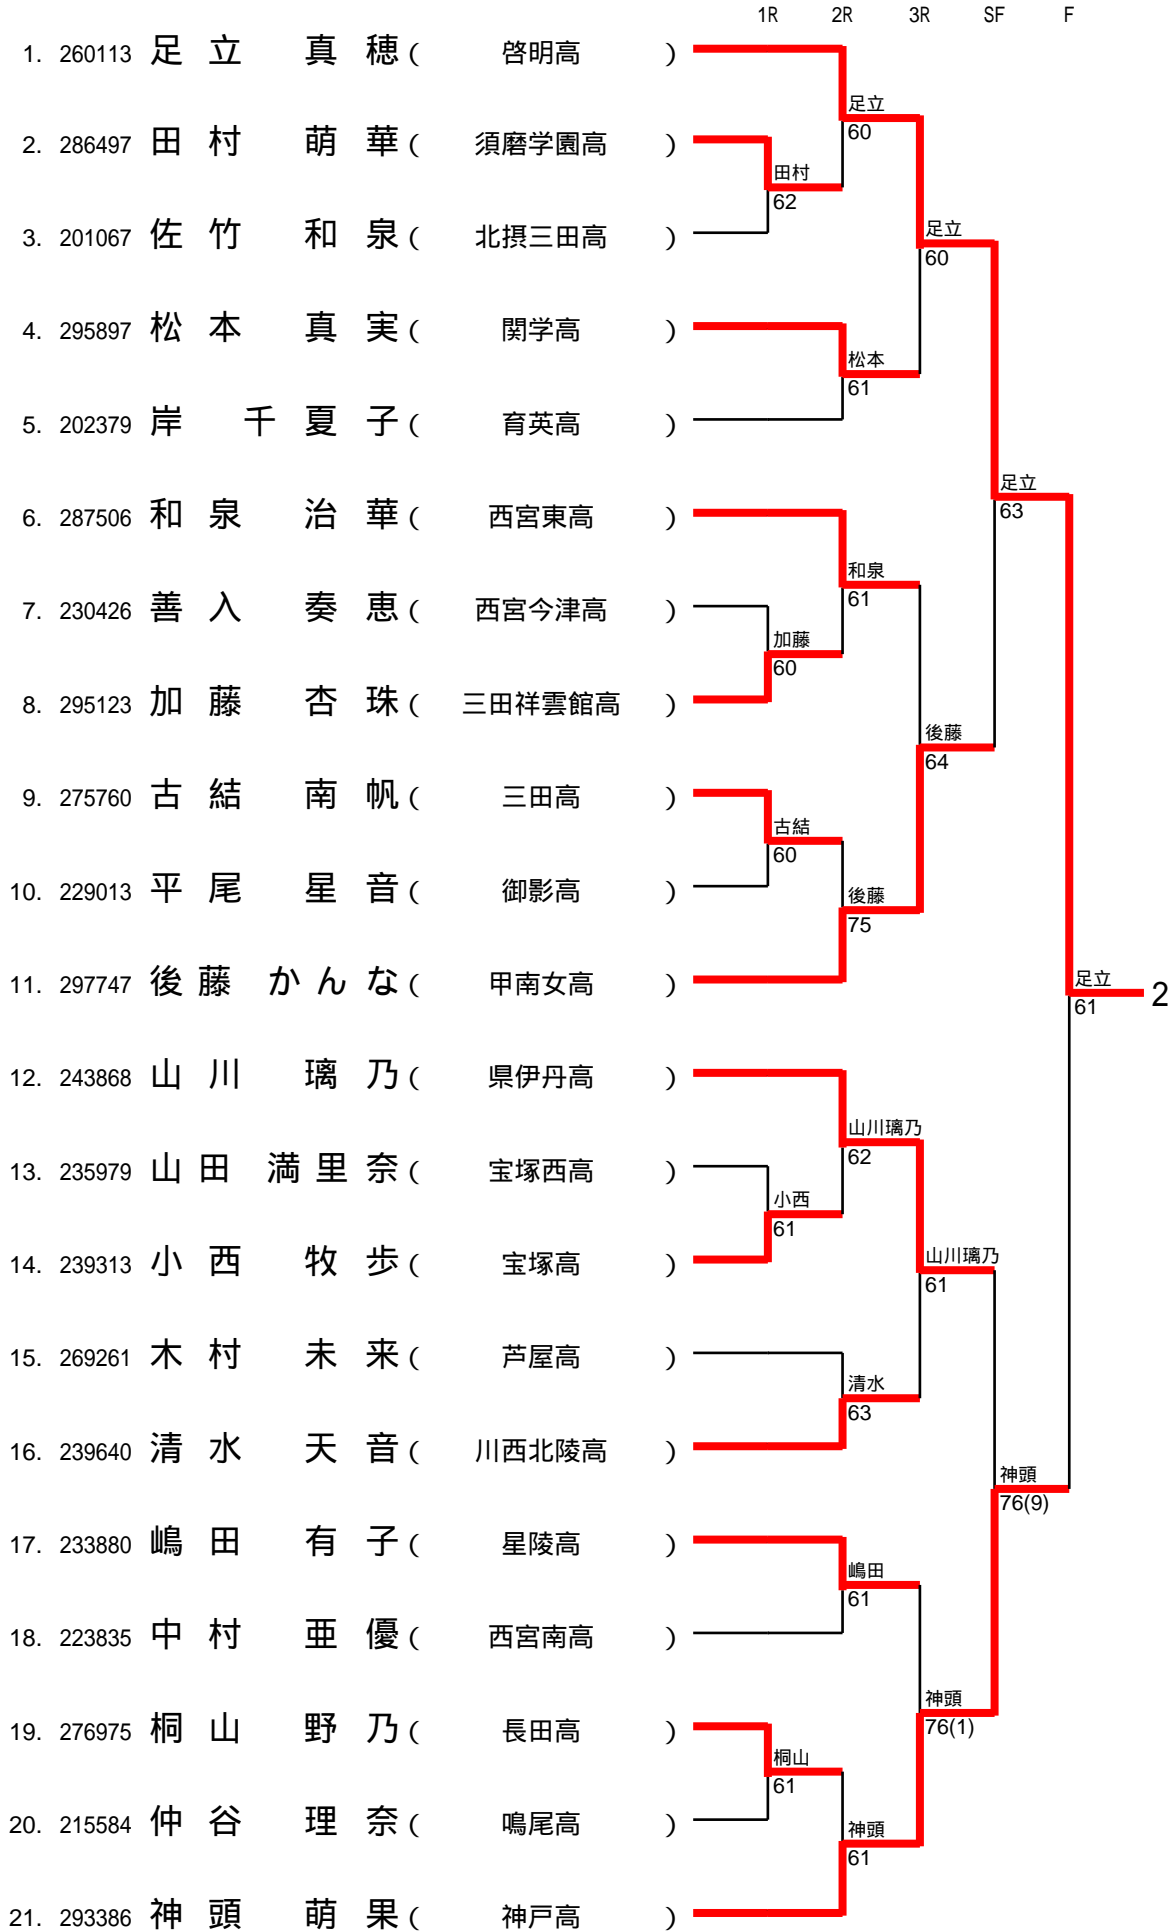 1R 2R 3R SF F
1. 260113 足立 真穂 ( 啓明高 )
足立
60
2. 286497 田村 萌華 ( 須磨学園高 )
田村
62
3. 201067 佐竹 和泉 ( 北摂三田高 )
足立
60
4. 295897 松本 真実 ( 関学高 )
松本
61
5. 202379 岸 千夏子 ( 育英高 )
足立
63
6. 287506 和泉 治華 ( 西宮東高 )
和泉
61
7. 230426 善入 奏恵 ( 西宮今津高 )
加藤
60
8. 295123 加藤 杏珠 ( 三田祥雲館高 )
後藤
64
9. 275760 古結 南帆 ( 三田高 )
古結
60
10. 229013 平尾 星音 ( 御影高 )
後藤
75
11. 297747 後藤 かんな ( 甲南女高 )
足立
61
2
12. 243868 山川 璃乃 ( 県伊丹高 )
山川璃乃
62
13. 235979 山田 満里奈 ( 宝塚西高 )
小西
61
14. 239313 小西 牧歩 ( 宝塚高 )
山川璃乃
61
15. 269261 木村 未来 ( 芦屋高 )
清水
63
16. 239640 清水 天音 ( 川西北陵高 )
神頭
76(9)
17. 233880 嶋田 有子 ( 星陵高 )
嶋田
61
18. 223835 中村 亜優 ( 西宮南高 )
神頭
76(1)
19. 276975 桐山 野乃 ( 長田高 )
桐山
61
20. 215584 仲谷 理奈 ( 鳴尾高 )
神頭
61
21. 293386 神頭 萌果 ( 神戸高 )